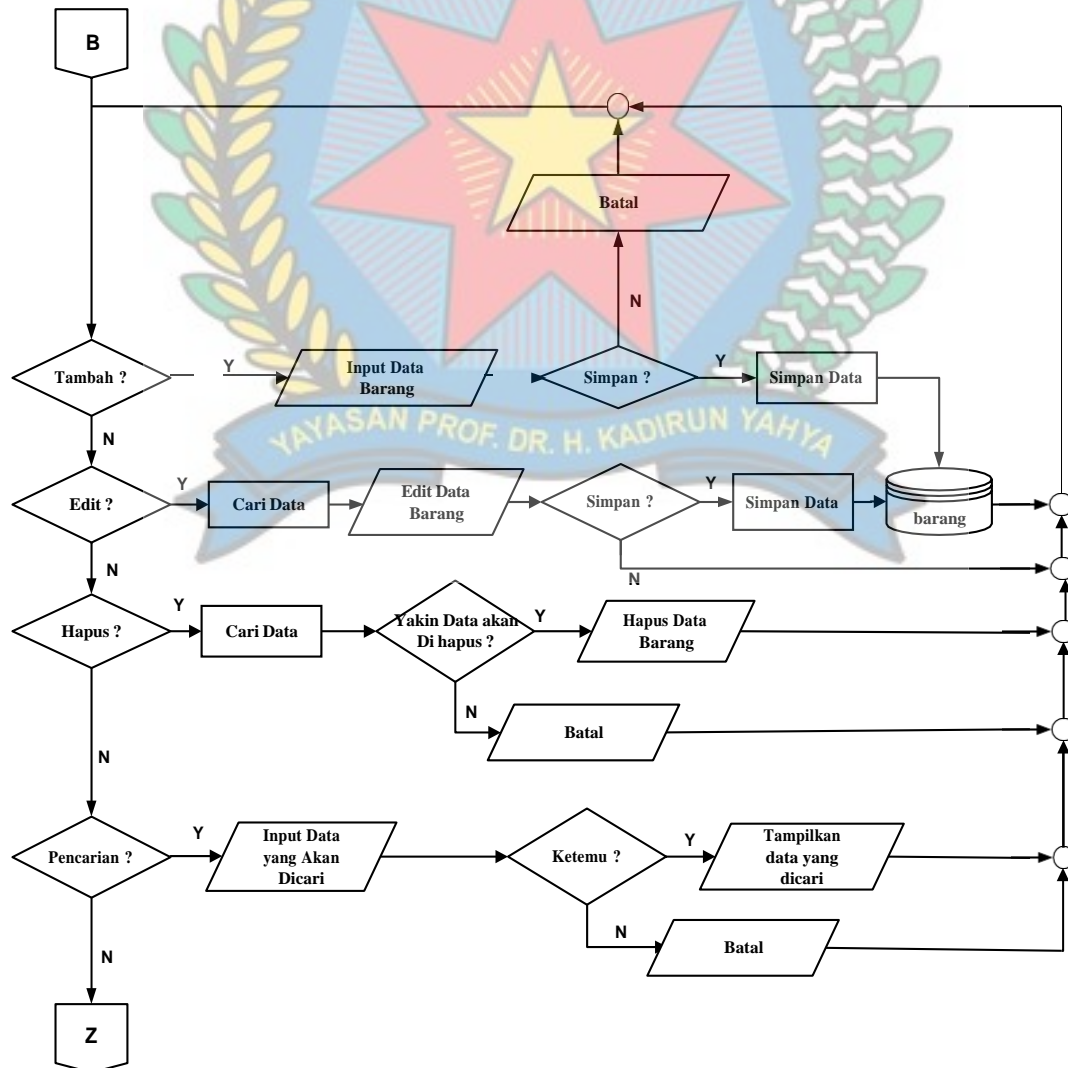 B
Batal
N
Tambah ?
Y
Input Data
Barang
Simpan ?
Y
Simpan Data
YAYASAN PROF. DR. H. KADIRUN YAHYA
N
Edit ?
Y
Cari Data
Edit Data
Barang
Simpan ?
Y
Simpan Data
barang
N
N
Hapus ?
Y
Cari Data
Yakin Data akan
Di hapus ?
Y
Hapus Data
Barang
N
Batal
N
Pencarian ?
Y
Input Data
yang Akan
Dicari
Ketemu ?
Y
Tampilkan
data yang
dicari
N
Batal
N
Z